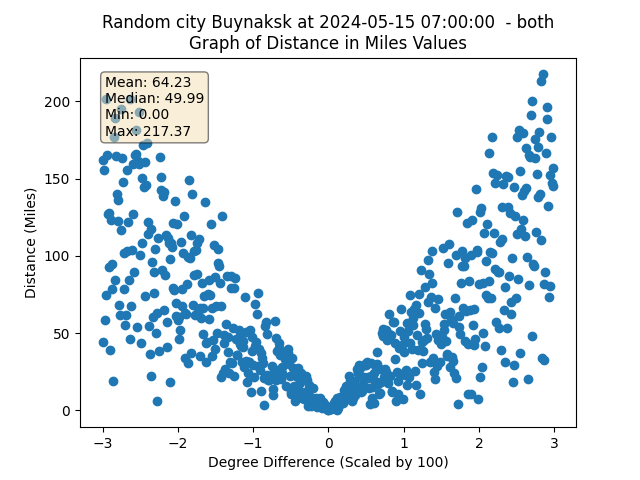 Random city Buynaksk at 2024-05-15 07:00:00  - both
Graph of Distance in Miles Values
Mean: 64.23
Median: 49.99
Min: 0.00
Max: 217.37
Distance (Miles)
200
150
100
50
0
−3 −2 −1 0 1 2 3
Degree Difference (Scaled by 100)